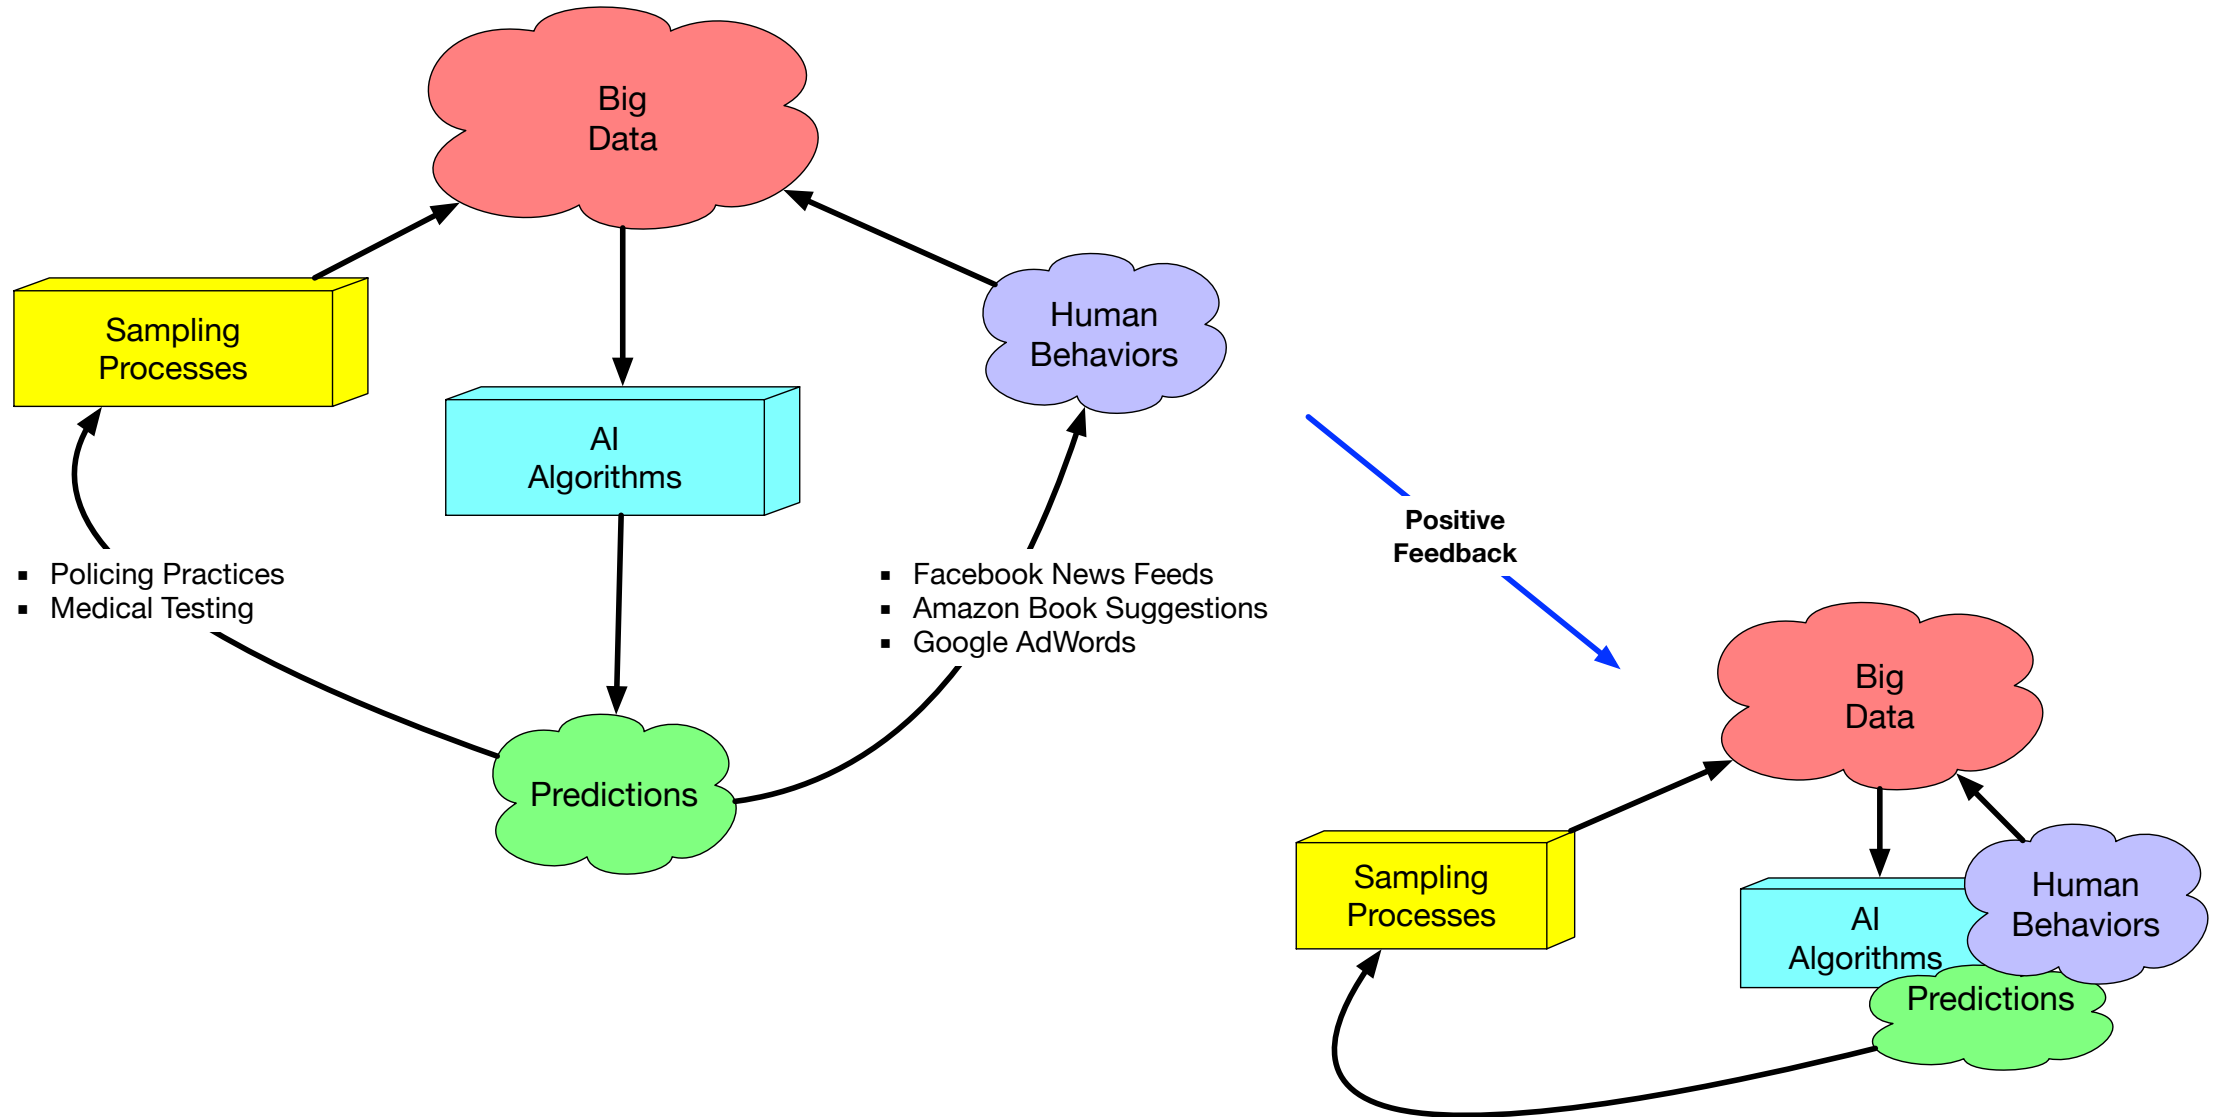 Big
Data
Sampling
Processes
Human
Behaviors
AI
Algorithms
▪ Policing Practices
▪ Medical Testing
▪ Facebook News Feeds
▪ Amazon Book Suggestions
▪ Google AdWords
Predictions
Positive
Feedback
Big
Data
Sampling
Processes
AI
Algorithms
Human
Behaviors
Predictions